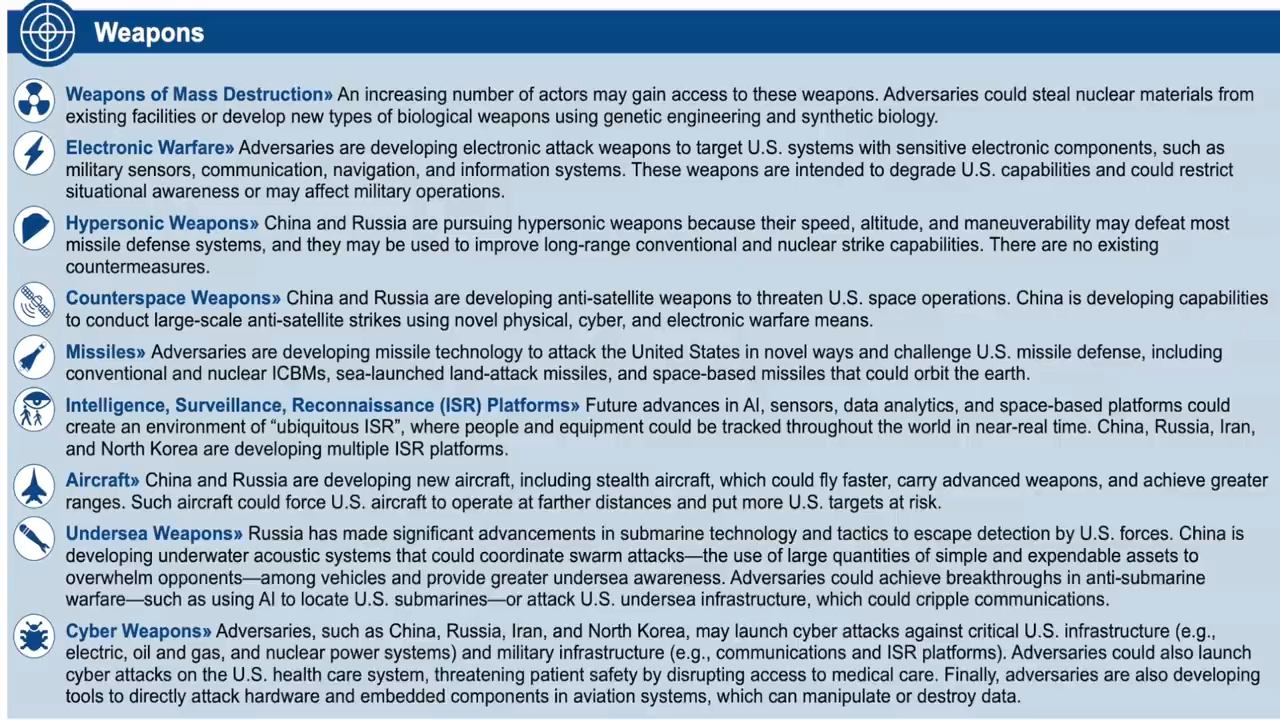 Weapons
Weapons of Mass Destruction» An increasing number of actors may gain access to these weapons. Adversaries could steal nuclear materials from
existing facilities or develop new types of biological weapons using genetic engineering and synthetic biology.
Electronic Warfare» Adversaries are developing electronic attack weapons to target U.S. systems with sensitive electronic components, such as
military sensors, communication, navigation, and information systems. These weapons are intended to degrade U.S. capabilities and could restrict
situational awareness or may affect military operations.
Hypersonic Weapons» China and Russia are pursuing hypersonic weapons because their speed, altitude, and maneuverability may defeat most
missile defense systems, and they may be used to improve long-range conventional and nuclear strike capabilities. There are no existing
countermeasures.
Counterspace Weapons» China and Russia are developing anti-satellite weapons to threaten U.S. space operations. China is developing capabilities
to conduct large-scale anti-satellite strikes using novel physical, cyber, and electronic warfare means.
Missiles» Adversaries are developing missile technology to attack the United States in novel ways and challenge U.S. missile defense, including
conventional and nuclear ICBMs, sea-launched land-attack missiles, and space-based missiles that could orbit the earth.
Intelligence, Surveillance, Reconnaissance (ISR) Platforms» Future advances in AI, sensors, data analytics, and space-based platforms could
create an environment of “ubiquitous ISR”, where people and equipment could be tracked throughout the world in near-real time. China, Russia, Iran,
and North Korea are developing multiple ISR platforms.
Aircraft» China and Russia are developing new aircraft, including stealth aircraft, which could fly faster, carry advanced weapons, and achieve greater
ranges. Such aircraft could force U.S. aircraft to operate at farther distances and put more U.S. targets at risk.
Undersea Weapons» Russia has made significant advancements in submarine technology and tactics to escape detection by U.S. forces. China is
developing underwater acoustic systems that could coordinate swarm attacks—the use of large quantities of simple and expendable assets to
overwhelm opponents—among vehicles and provide greater undersea awareness. Adversaries could achieve breakthroughs in anti-submarine
warfare—such as using AI to locate U.S. submarines—or attack U.S. undersea infrastructure, which could cripple communications.
Cyber Weapons» Adversaries, such as China, Russia, Iran, and North Korea, may launch cyber attacks against critical U.S. infrastructure (e.g.,
electric, oil and gas, and nuclear power systems) and military infrastructure (e.g., communications and ISR platforms). Adversaries could also launch
cyber attacks on the U.S. health care system, threatening patient safety by disrupting access to medical care. Finally, adversaries are also developing
tools to directly attack hardware and embedded components in aviation systems, which can manipulate or destroy data.